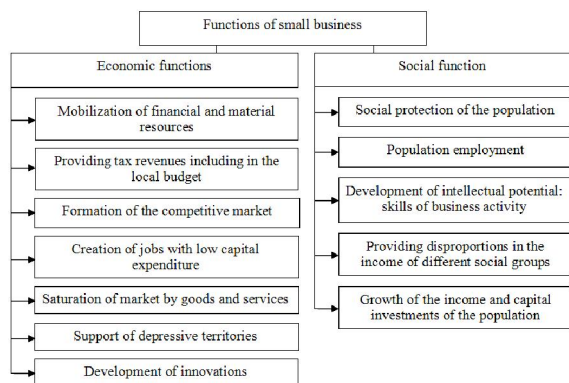 Functions of small business
Economic functions
Mobilization of financial and material
resources
Providing tax revenues including in the
local budget
Formation of the competitive market
Creation of jobs with low capital
expenditure
Saturation of market by goods and services
Support of depressive territories
Development of innovations
Social function
Social protection of the population
Population employment
Development of intellectual potential:
skills of business activity
Providing disproportions in the
income of different social groups
Growth of the income and capital
investments of the population